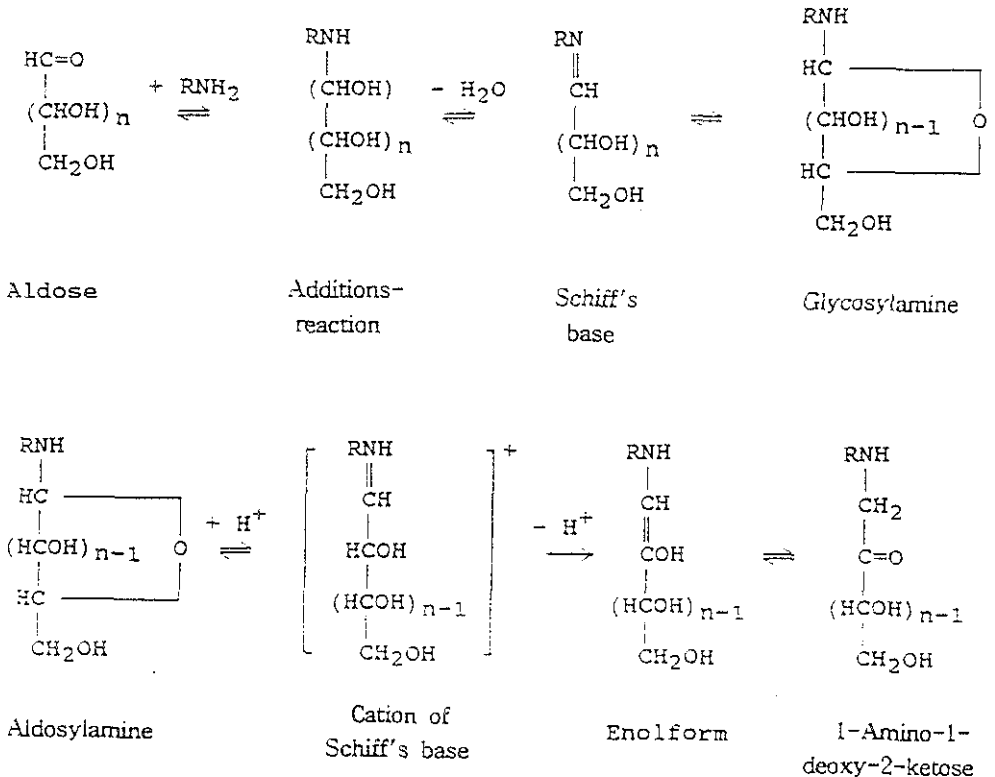 HC=O
(CHOH)n
CH2OH
+ RNH2
⇌
RNH
(CHOH)
(CHOH)n
CH2OH
- H2O
⇌
RN
CH
(CHOH)n
CH2OH
⇌
RNH
HC
(CHOH)n-1
O
HC
CH2OH
Aldose
Additions-
reaction
Schiff's
base
Glycosylamine
RNH
HC
(HCOH)n-1
O
HC
CH2OH
+ H+
⇌
RNH
CH
HCOH
(HCOH)n-1
CH2OH
+
- H+
→
RNH
CH
COH
(HCOH)n-1
CH2OH
⇌
RNH
CH2
C=O
(HCOH)n-1
CH2OH
Aldosylamine
Cation of
Schiff's base
Enolform
1-Amino-1-
deoxy-2-ketose